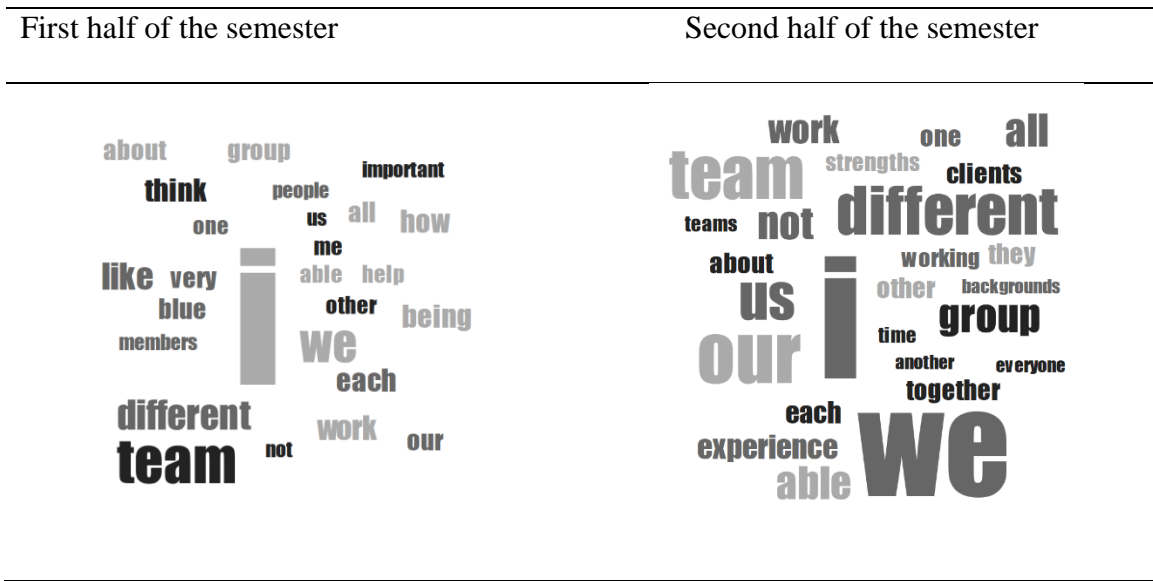 First half of the semester
Second half of the semester
about group
important
think people
us all how
one
me
like very i able help
blue other being
members we
each
different work our
team not
work one all
team strengths clients
different
teams not
about working they
us i other backgrounds
group
our time
another everyone
together
each
experience we
able